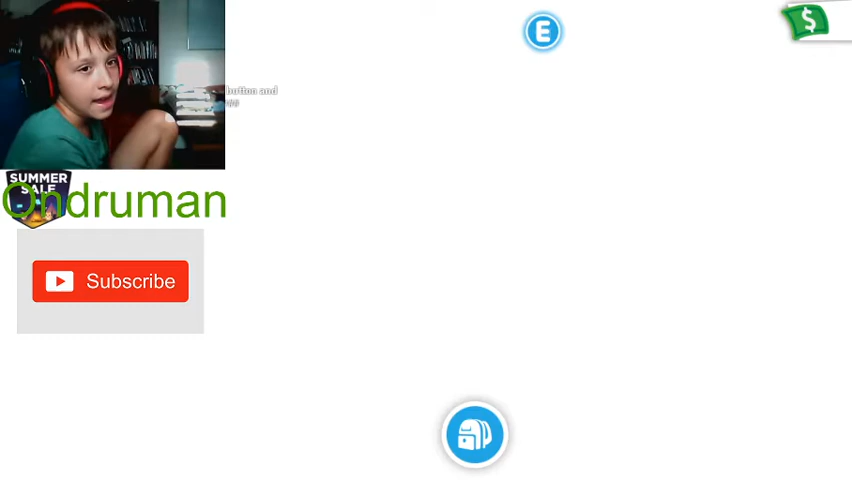 E
$
button and
SUMMER
SALE
Ondruman
Subscribe